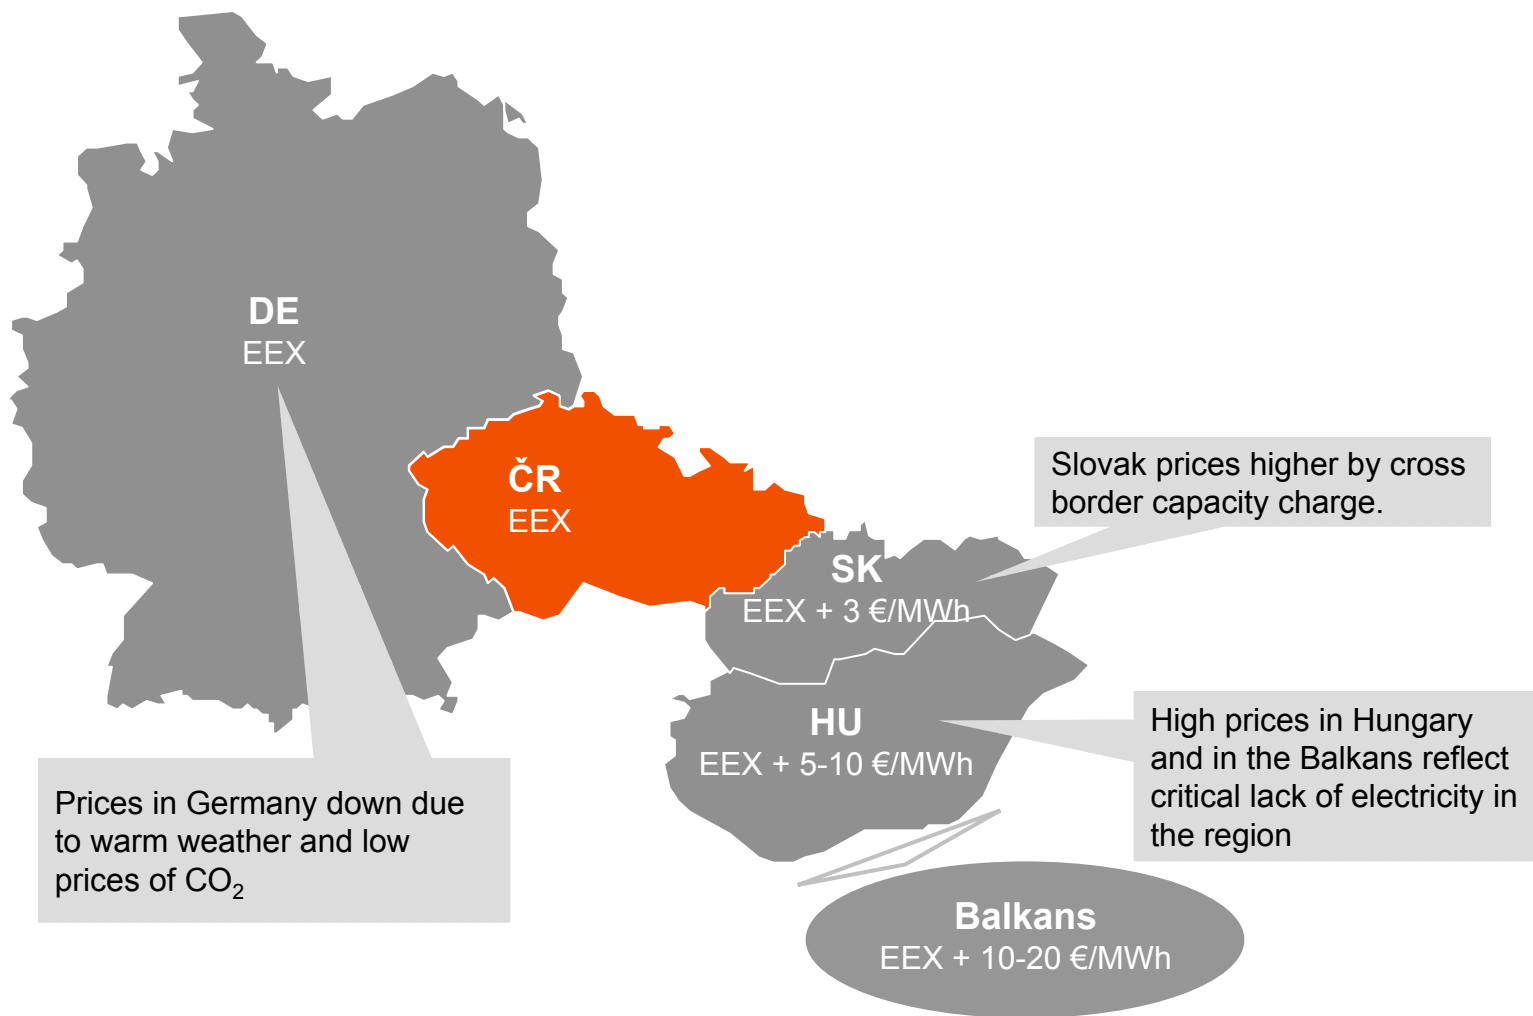 DE
EEX
ČR
EEX
Slovak prices higher by cross
border capacity charge.
SK
EEX + 3 €/MWh
HU
EEX + 5-10 €/MWh
High prices in Hungary
and in the Balkans reflect
critical lack of electricity in
the region
Prices in Germany down due
to warm weather and low
prices of CO₂
Balkans
EEX + 10-20 €/MWh